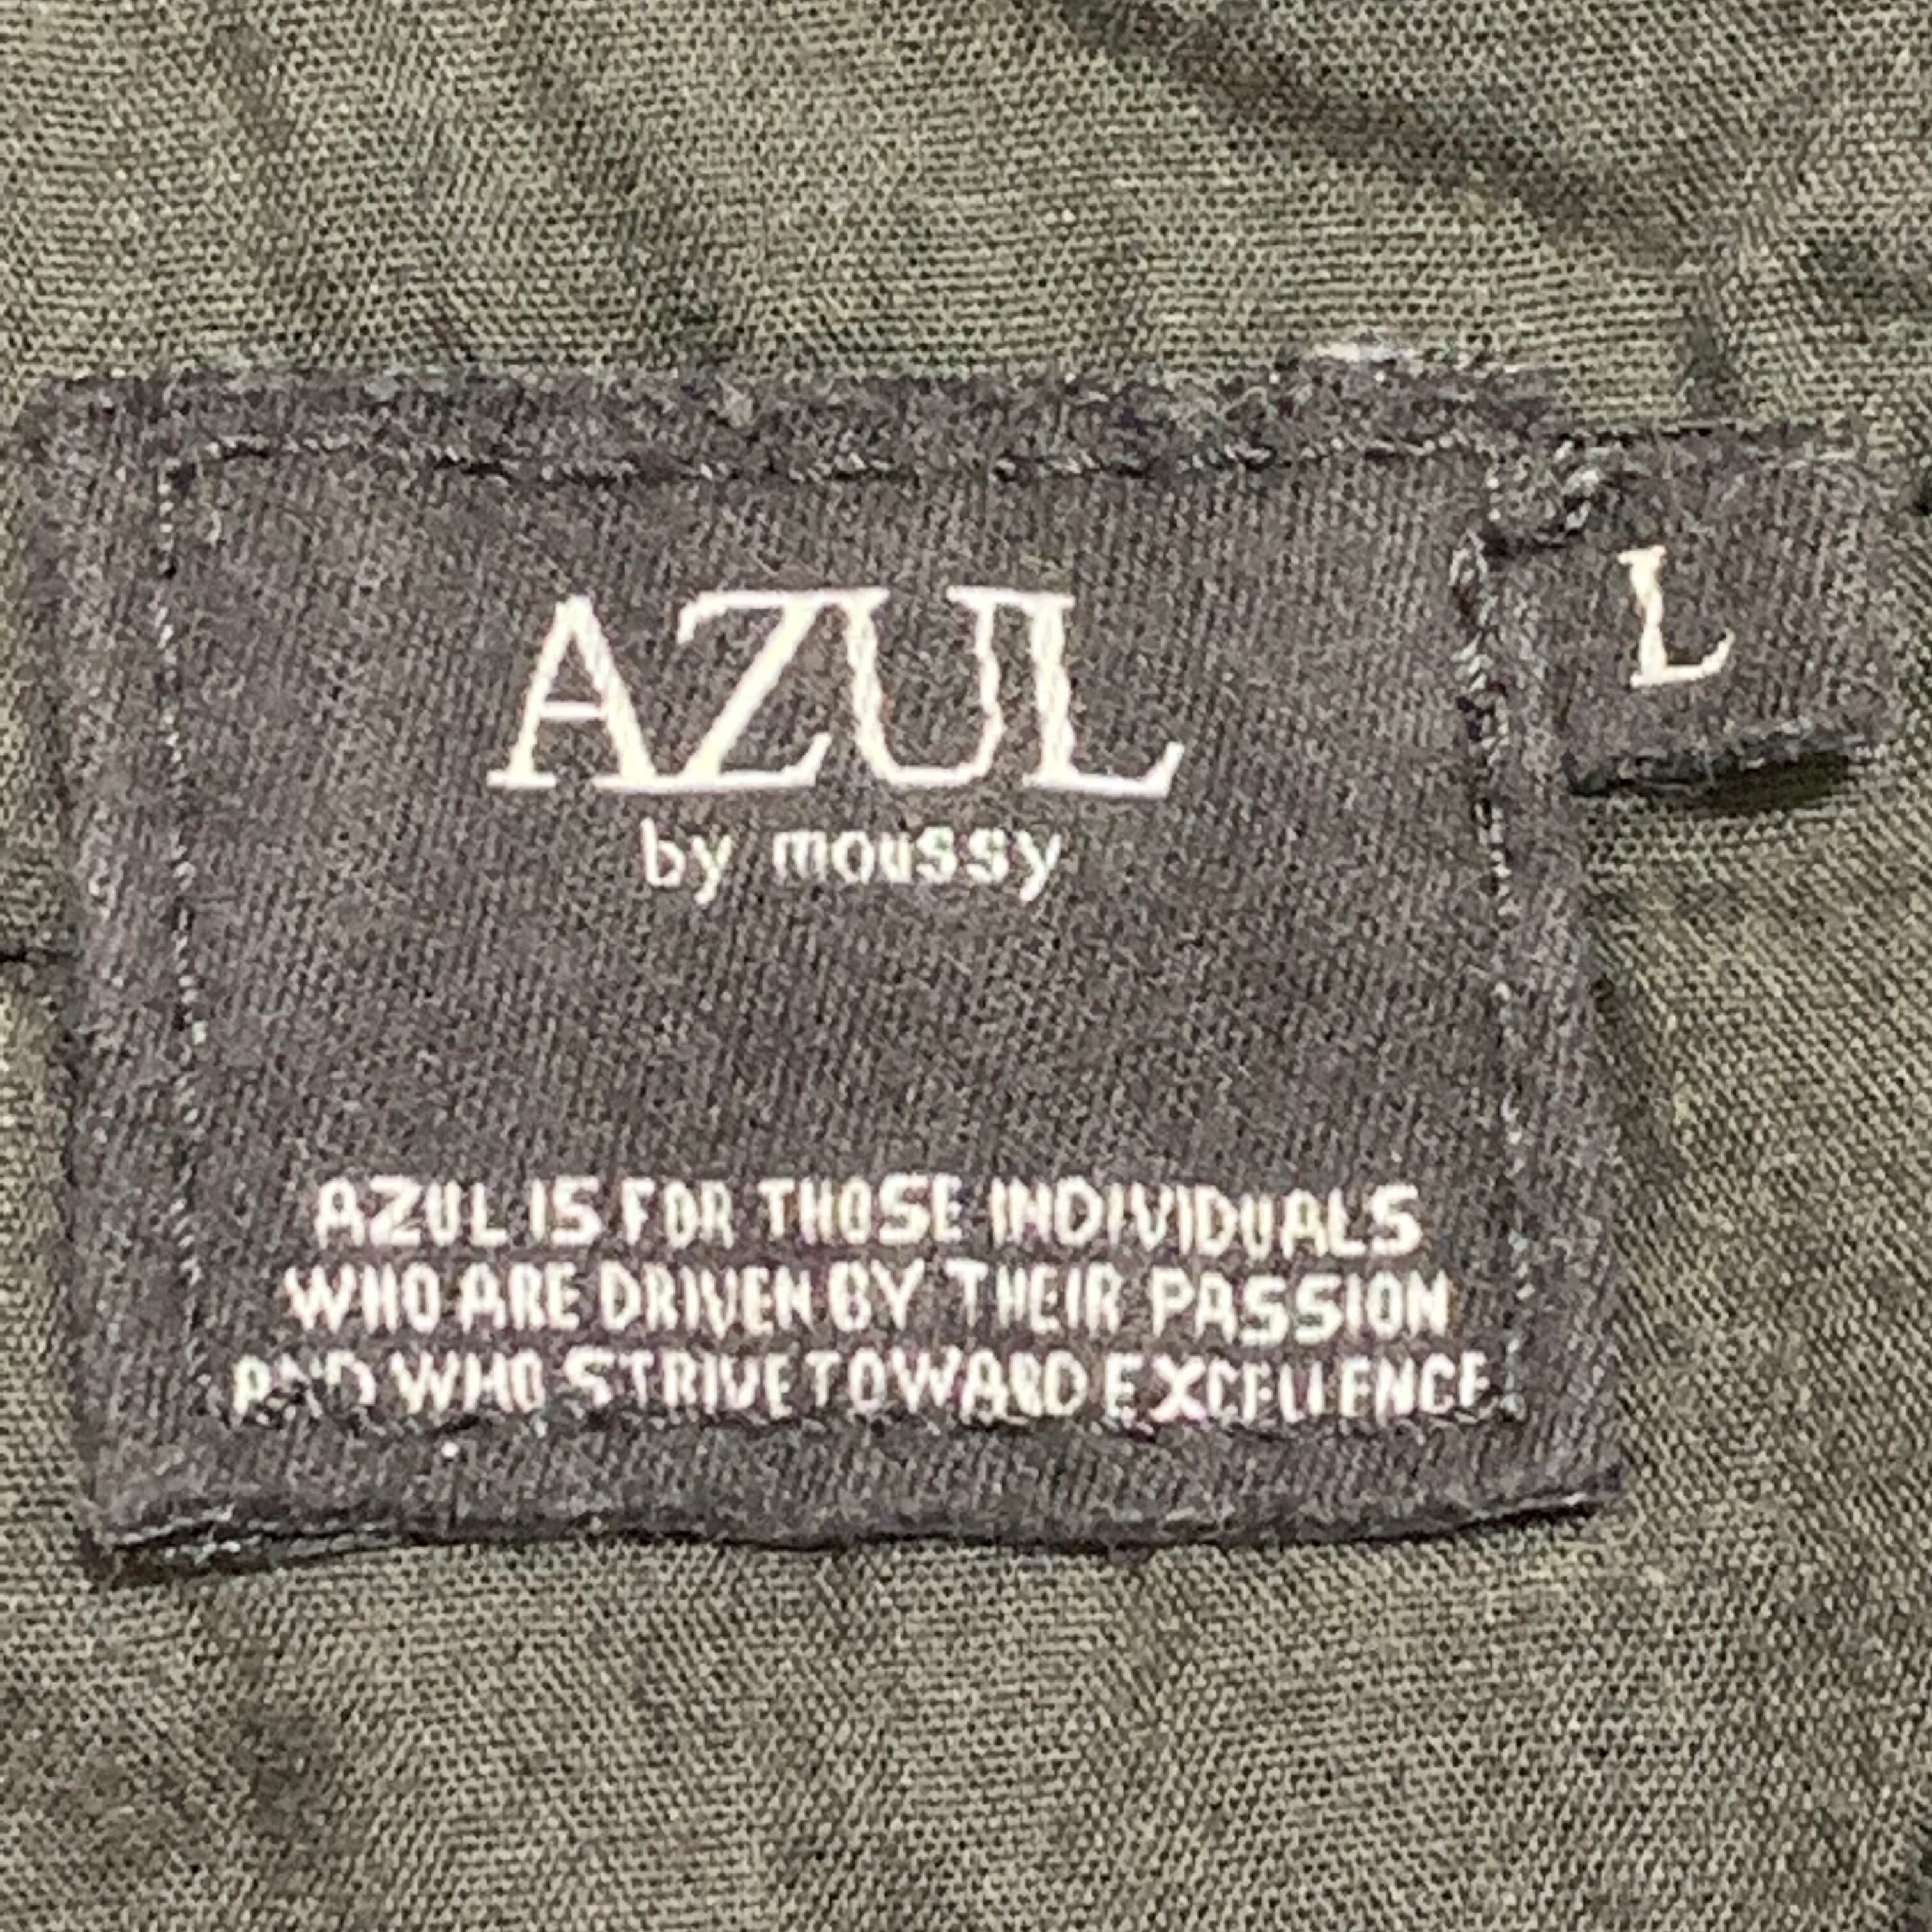 AZUL
L
by moussy
AZUL IS FOR THOSE INDIVIDUALS
WHO ARE DRIVEN BY THEIR PASSION
AND WHO STRIVE TOWARD EXCELLENCE